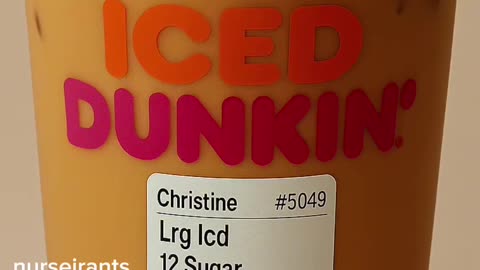 ICED
DUNKIN'
Christine #5049
Lrg Icd
12 Sugar
nurseirants